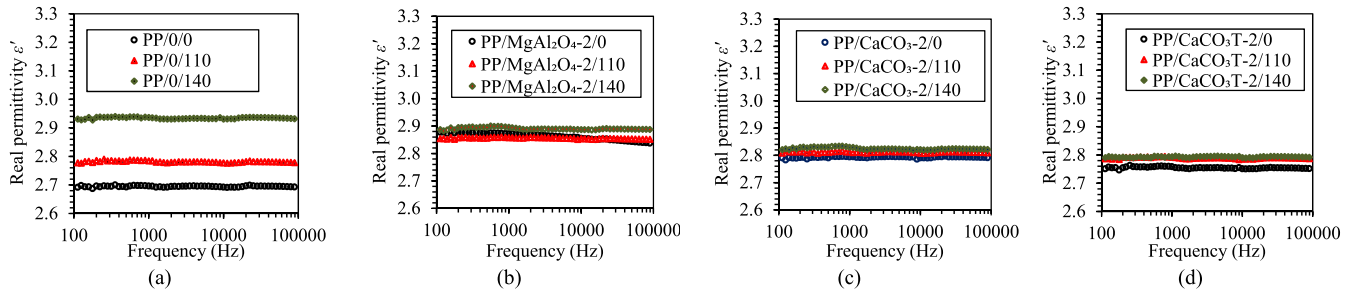 Real permittivity ε′
3.3
3.2
3.1
3.0
2.9
2.8
2.7
2.6
PP/0/0
PP/0/110
PP/0/140
100
1000
10000
100000
Frequency (Hz)
(a)
Real permittivity ε′
3.3
3.2
3.1
3.0
2.9
2.8
2.7
2.6
PP/MgAl₂O₄-2/0
PP/MgAl₂O₄-2/110
PP/MgAl₂O₄-2/140
100
1000
10000
100000
Frequency (Hz)
(b)
Real permittivity ε′
3.3
3.2
3.1
3.0
2.9
2.8
2.7
2.6
PP/CaCO₃-2/0
PP/CaCO₃-2/110
PP/CaCO₃-2/140
100
1000
10000
100000
Frequency (Hz)
(c)
Real permittivity ε′
3.3
3.2
3.1
3.0
2.9
2.8
2.7
2.6
PP/CaCO₃T-2/0
PP/CaCO₃T-2/110
PP/CaCO₃T-2/140
100
1000
10000
100000
Frequency (Hz)
(d)